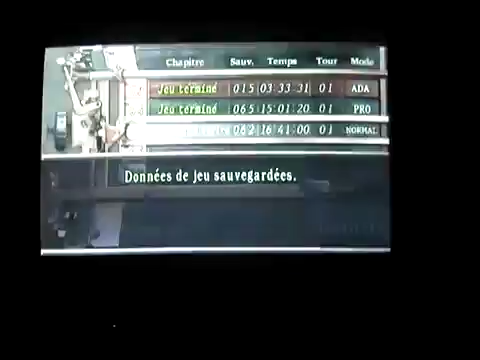 Chapitre Sauv. Temps Tour Mode
Jeu terminé 015 03:33:31 01 ADA
Jeu terminé 065 15:01:20 01 PRO
062 16:41:00 01 NORMAL
Données de jeu sauvegardées.